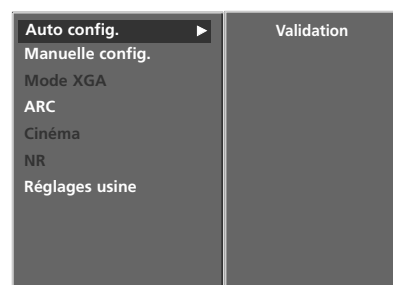 Auto config. ▶ Validation
Manuelle config.
Mode XGA
ARC
Cinéma
NR
Réglages usine